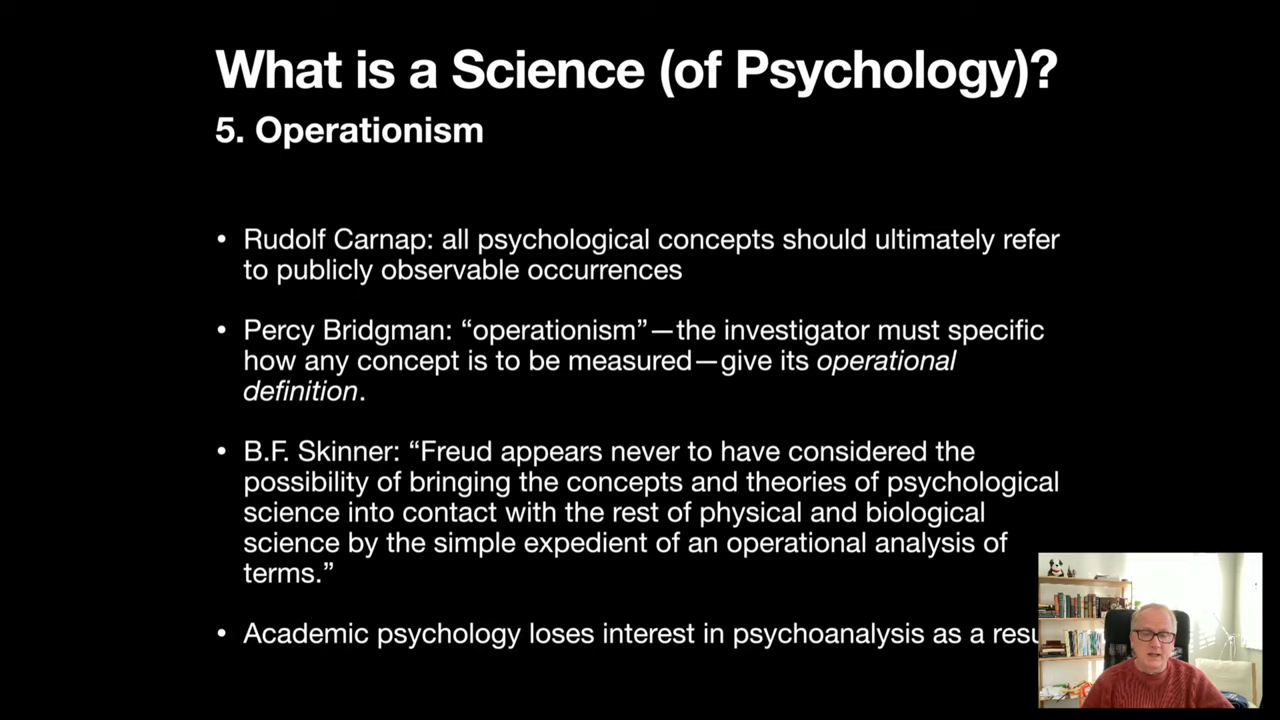 What is a Science (of Psychology)?
5. Operationism
• Rudolf Carnap: all psychological concepts should ultimately refer
to publicly observable occurrences
• Percy Bridgman: “operationism”—the investigator must specific
how any concept is to be measured—give its operational
definition.
• B.F. Skinner: “Freud appears never to have considered the
possibility of bringing the concepts and theories of psychological
science into contact with the rest of physical and biological
science by the simple expedient of an operational analysis of
terms.”
• Academic psychology loses interest in psychoanalysis as a